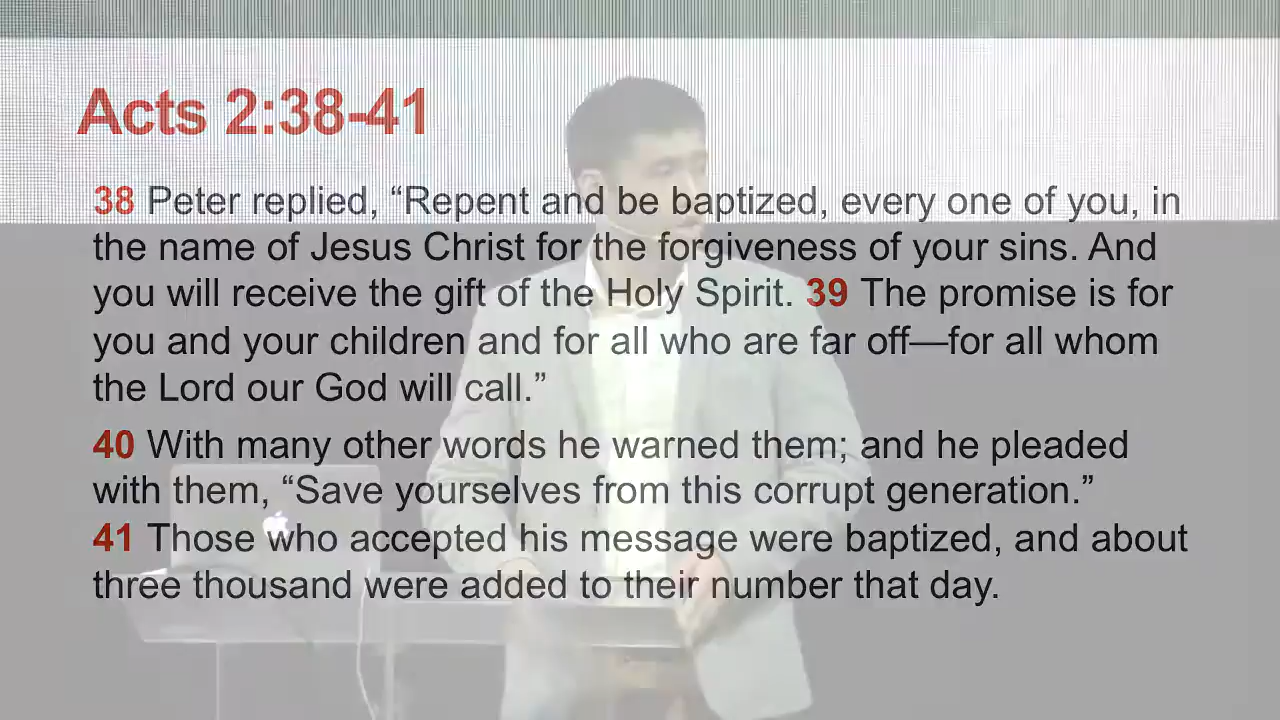 Acts 2:38-41
38 Peter replied, “Repent and be baptized, every one of you, in
the name of Jesus Christ for the forgiveness of your sins. And
you will receive the gift of the Holy Spirit. 39 The promise is for
you and your children and for all who are far off—for all whom
the Lord our God will call.”
40 With many other words he warned them; and he pleaded
with them, “Save yourselves from this corrupt generation.”
41 Those who accepted his message were baptized, and about
three thousand were added to their number that day.